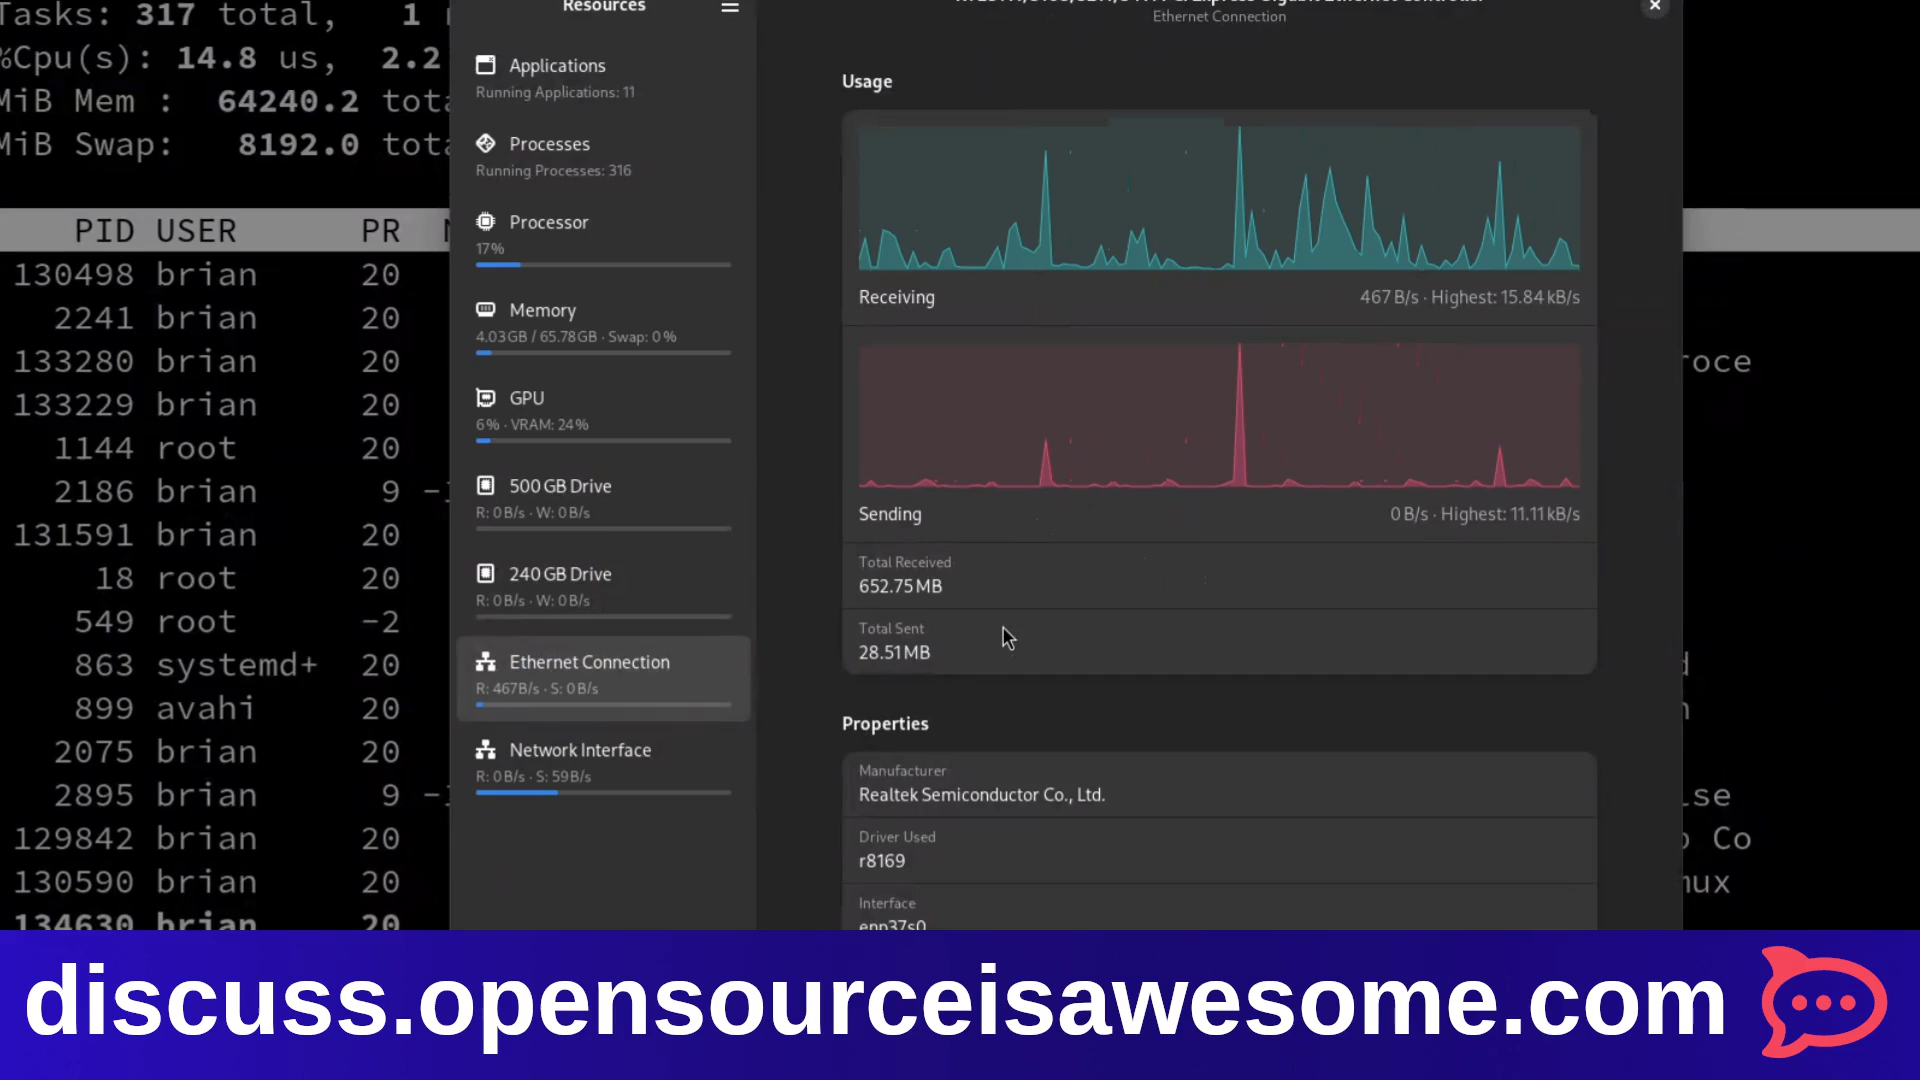 Tasks: 317 total, 1
%Cpu(s): 14.8 us, 2.2
MiB Mem : 64240.2
MiB Swap: 8192.0
PID USER PR
130498 brian 20
2241 brian 20
133280 brian 20
133229 brian 20
1144 root 20
2186 brian 9
131591 brian 20
18 root 20
549 root -2
863 systemd+ 20
899 avahi 20
2075 brian 20
2895 brian 9
129842 brian 20
130590 brian 20
134630 brian 20
Resources
Applications
Running Applications: 11
Processes
Running Processes: 316
Processor
17%
Memory
4.03 GB / 65.78 GB · Swap: 0 %
GPU
6% · VRAM: 24%
500 GB Drive
R: 0 B/s · W: 0 B/s
240 GB Drive
R: 0 B/s · W: 0 B/s
Ethernet Connection
R: 467 B/s · S: 0 B/s
Network Interface
R: 0 B/s · S: 59 B/s
Ethernet Connection
Usage
Receiving 467 B/s · Highest: 15.84 kB/s
Sending 0 B/s · Highest: 11.11 kB/s
Total Received
652.75 MB
Total Sent
28.51 MB
Properties
Manufacturer
Realtek Semiconductor Co., Ltd.
Driver Used
r8169
Interface
enp37s0
Co
discuss.opensourceisawesome.com